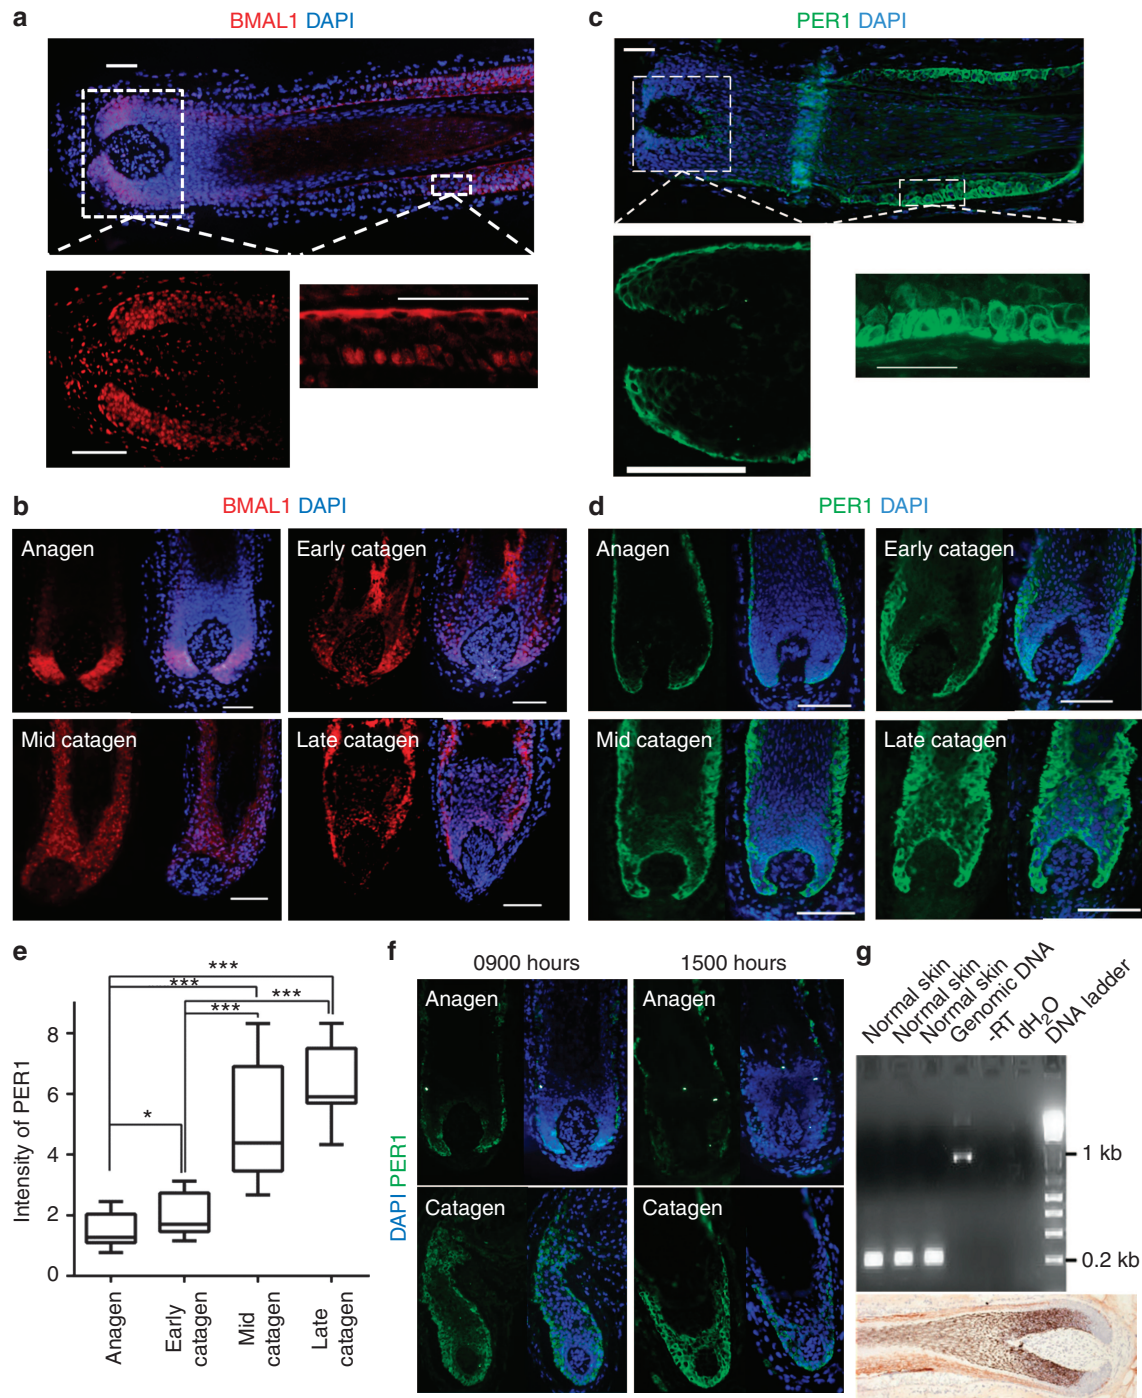 a
BMAL1 DAPI
c
PER1 DAPI
b
BMAL1 DAPI
Anagen
Early catagen
Mid catagen
Late catagen
d
PER1 DAPI
Anagen
Early catagen
Mid catagen
Late catagen
e
***
***
***
***
*
Intensity of PER1
8
6
4
2
0
Anagen
Early catagen
Mid catagen
Late catagen
f
0900 hours
1500 hours
DAPI PER1
Anagen
Anagen
Catagen
Catagen
g
Normal skin
Normal skin
Normal skin
Genomic DNA
-RT
dH2O
DNA ladder
1 kb
0.2 kb